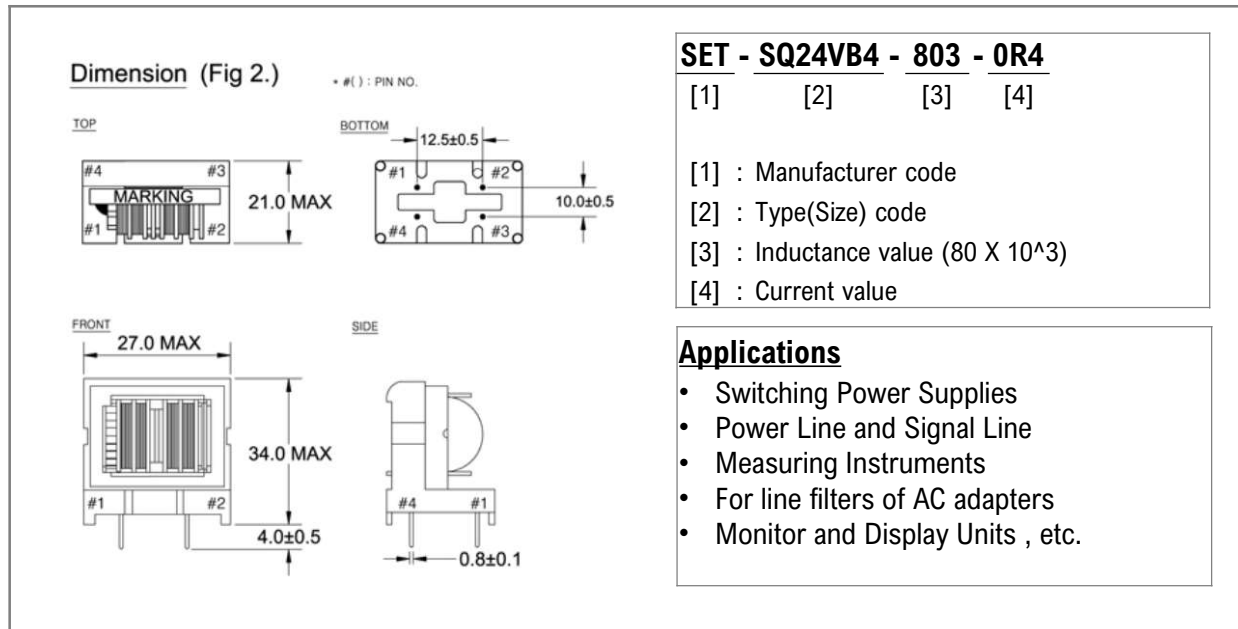 Dimension (Fig 2.)
* #( ) : PIN NO.
TOP
#4 #3
MARKING
#1 #2
21.0 MAX
BOTTOM
12.5±0.5
#1 #2
10.0±0.5
#4 #3
FRONT
27.0 MAX
34.0 MAX
#1 #2
4.0±0.5
SIDE
#4 #1
0.8±0.1
SET - SQ24VB4 - 803 - 0R4
[1] [2] [3] [4]
[1] : Manufacturer code
[2] : Type(Size) code
[3] : Inductance value (80 X 10^3)
[4] : Current value
Applications
• Switching Power Supplies
• Power Line and Signal Line
• Measuring Instruments
• For line filters of AC adapters
• Monitor and Display Units , etc.